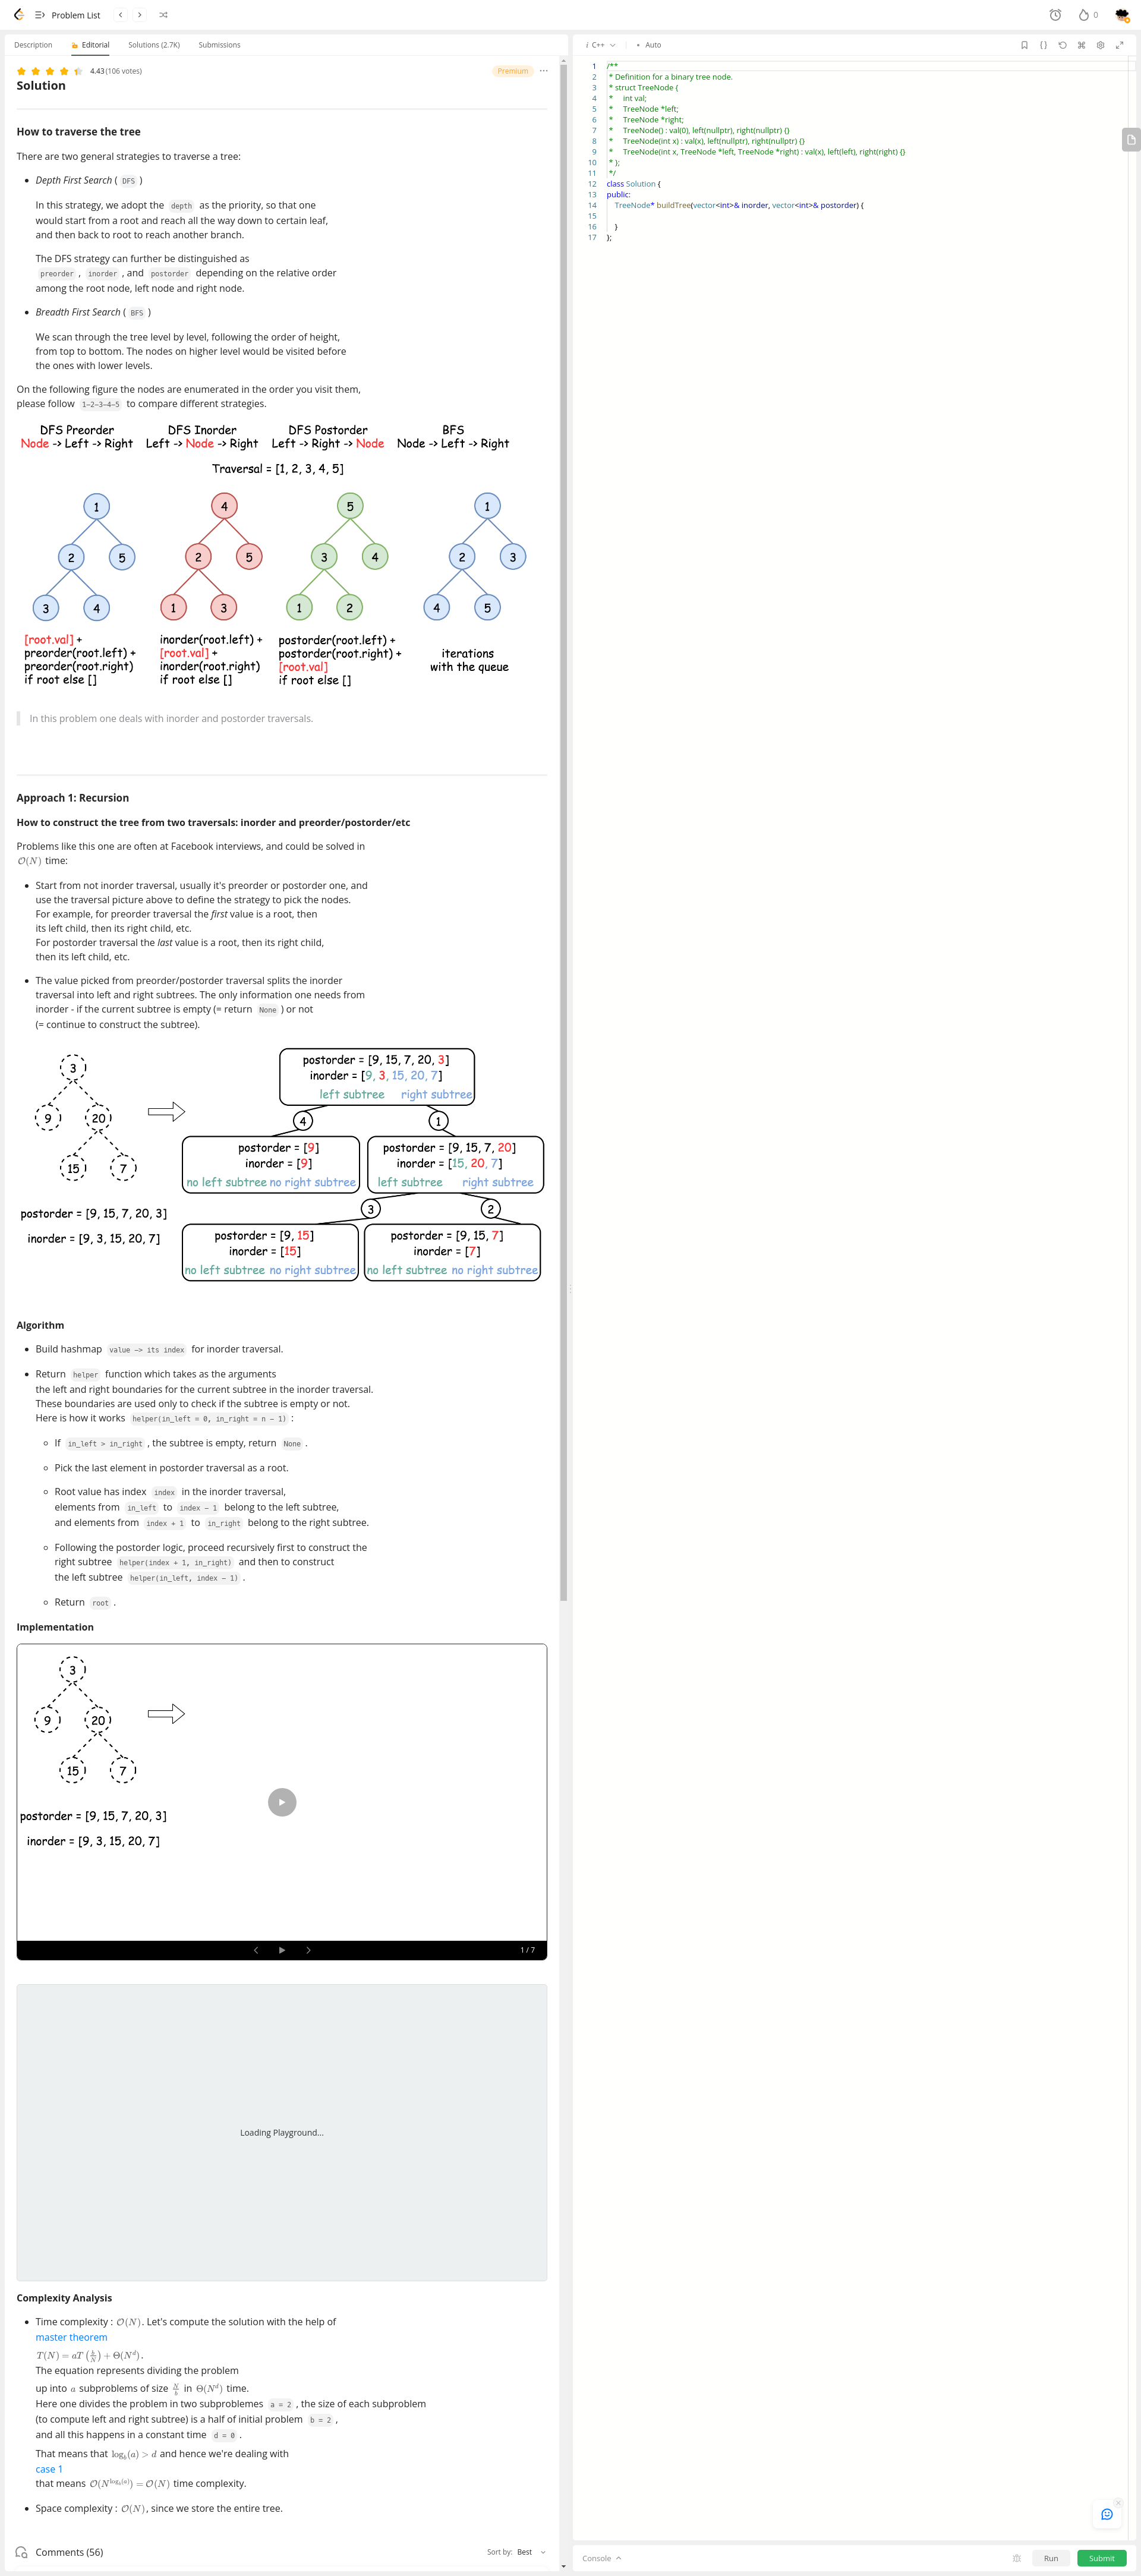 Problem List
0
Description
Editorial
Solutions (2.7K)
Submissions
4.43 (106 votes)
Premium
Solution
How to traverse the tree
There are two general strategies to traverse a tree:
Depth First Search ( DFS )
In this strategy, we adopt the depth as the priority, so that one
would start from a root and reach all the way down to certain leaf,
and then back to root to reach another branch.
The DFS strategy can further be distinguished as
preorder , inorder , and postorder depending on the relative order
among the root node, left node and right node.
Breadth First Search ( BFS )
We scan through the tree level by level, following the order of height,
from top to bottom. The nodes on higher level would be visited before
the ones with lower levels.
On the following figure the nodes are enumerated in the order you visit them,
please follow 1-2-3-4-5 to compare different strategies.
DFS Preorder
Node -> Left -> Right
DFS Inorder
Left -> Node -> Right
DFS Postorder
Left -> Right -> Node
BFS
Node -> Left -> Right
Traversal = [1, 2, 3, 4, 5]
1
2 5
3 4
4
2 5
1 3
5
3 4
1 2
1
2 3
4 5
[root.val] +
preorder(root.left) +
preorder(root.right)
if root else []
inorder(root.left) +
[root.val] +
inorder(root.right)
if root else []
postorder(root.left) +
postorder(root.right) +
[root.val]
if root else []
iterations
with the queue
In this problem one deals with inorder and postorder traversals.
Approach 1: Recursion
How to construct the tree from two traversals: inorder and preorder/postorder/etc
Problems like this one are often at Facebook interviews, and could be solved in
O(N) time:
Start from not inorder traversal, usually it's preorder or postorder one, and
use the traversal picture above to define the strategy to pick the nodes.
For example, for preorder traversal the first value is a root, then
its left child, then its right child, etc.
For postorder traversal the last value is a root, then its right child,
then its left child, etc.
The value picked from preorder/postorder traversal splits the inorder
traversal into left and right subtrees. The only information one needs from
inorder - if the current subtree is empty (= return None ) or not
(= continue to construct the subtree).
3
9 20
15 7
postorder = [9, 15, 7, 20, 3]
inorder = [9, 3, 15, 20, 7]
postorder = [9, 15, 7, 20, 3]
inorder = [9, 3, 15, 20, 7]
left subtree right subtree
4
1
postorder = [9]
inorder = [9]
no left subtree no right subtree
postorder = [9, 15, 7, 20]
inorder = [15, 20, 7]
left subtree right subtree
3
2
postorder = [9, 15]
inorder = [15]
no left subtree no right subtree
postorder = [9, 15, 7]
inorder = [7]
no left subtree no right subtree
Algorithm
Build hashmap value -> its index for inorder traversal.
Return helper function which takes as the arguments
the left and right boundaries for the current subtree in the inorder traversal.
These boundaries are used only to check if the subtree is empty or not.
Here is how it works helper(in_left = 0, in_right = n - 1) :
If in_left > in_right , the subtree is empty, return None .
Pick the last element in postorder traversal as a root.
Root value has index index in the inorder traversal,
elements from in_left to index - 1 belong to the left subtree,
and elements from index + 1 to in_right belong to the right subtree.
Following the postorder logic, proceed recursively first to construct the
right subtree helper(index + 1, in_right) and then to construct
the left subtree helper(in_left, index - 1) .
Return root .
Implementation
3
9 20
15 7
postorder = [9, 15, 7, 20, 3]
inorder = [9, 3, 15, 20, 7]
1 / 7
Loading Playground...
Complexity Analysis
Time complexity : O(N). Let's compute the solution with the help of
master theorem
T(N) = aT(b/N) + Θ(N^d).
The equation represents dividing the problem
up into a subproblems of size N/b in Θ(N^d) time.
Here one divides the problem in two subproblemes a = 2 , the size of each subproblem
(to compute left and right subtree) is a half of initial problem b = 2 ,
and all this happens in a constant time d = 0 .
That means that log_b(a) > d and hence we're dealing with
case 1
that means O(N^{log_b(a)}) = O(N) time complexity.
Space complexity : O(N), since we store the entire tree.
Comments (56)
Sort by: Best
i C++
Auto
1 /**
2 * Definition for a binary tree node.
3 * struct TreeNode {
4 * int val;
5 * TreeNode *left;
6 * TreeNode *right;
7 * TreeNode() : val(0), left(nullptr), right(nullptr) {}
8 * TreeNode(int x) : val(x), left(nullptr), right(nullptr) {}
9 * TreeNode(int x, TreeNode *left, TreeNode *right) : val(x), left(left), right(right) {}
10 * };
11 */
12 class Solution {
13 public:
14 TreeNode* buildTree(vector<int>& inorder, vector<int>& postorder) {
15
16 }
17 };
Console
Run
Submit